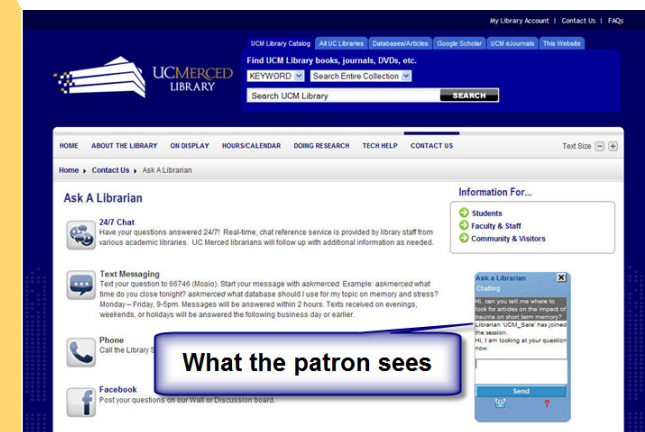 My Library Account | Contact Us | FAQs
UCM Library Catalog All UC Libraries Databases/Articles Google Scholar UCM eJournals This Website
Find UCM Library books, journals, DVDs, etc.
KEYWORD Search Entire Collection
Search UCM Library SEARCH
UCMERCED
LIBRARY
HOME ABOUT THE LIBRARY ON DISPLAY HOURS/CALENDAR DOING RESEARCH TECH HELP CONTACT US Text Size
Home Contact Us Ask A Librarian
Ask A Librarian
24/7 Chat
Have your questions answered 24/7! Real-time, chat reference service is provided by library staff from
various academic libraries. UC Merced librarians will follow up with additional information as needed.
Text Messaging
Text your question to 66746 (Mosio). Start your message with askmerced. Example: askmerced what
time do you close tonight? askmerced what database should I use for my topic on memory and stress?
Monday – Friday, 9-5pm. Messages will be answered within 2 hours. Texts received on evenings,
weekends, or holidays will be answered the following business day or earlier.
Phone
Call the Library S
Facebook
Post your questions on our Wall or Discussion board.
Information For...
Students
Faculty & Staff
Community & Visitors
Ask a Librarian X
Chatting
Hi, can you tell me where to
look for articles on the impact of
trauma on short term memory?
Librarian 'UCM_Sara' has joined
the session.
Hi, I am looking at your question
now.
Send
?
What the patron sees